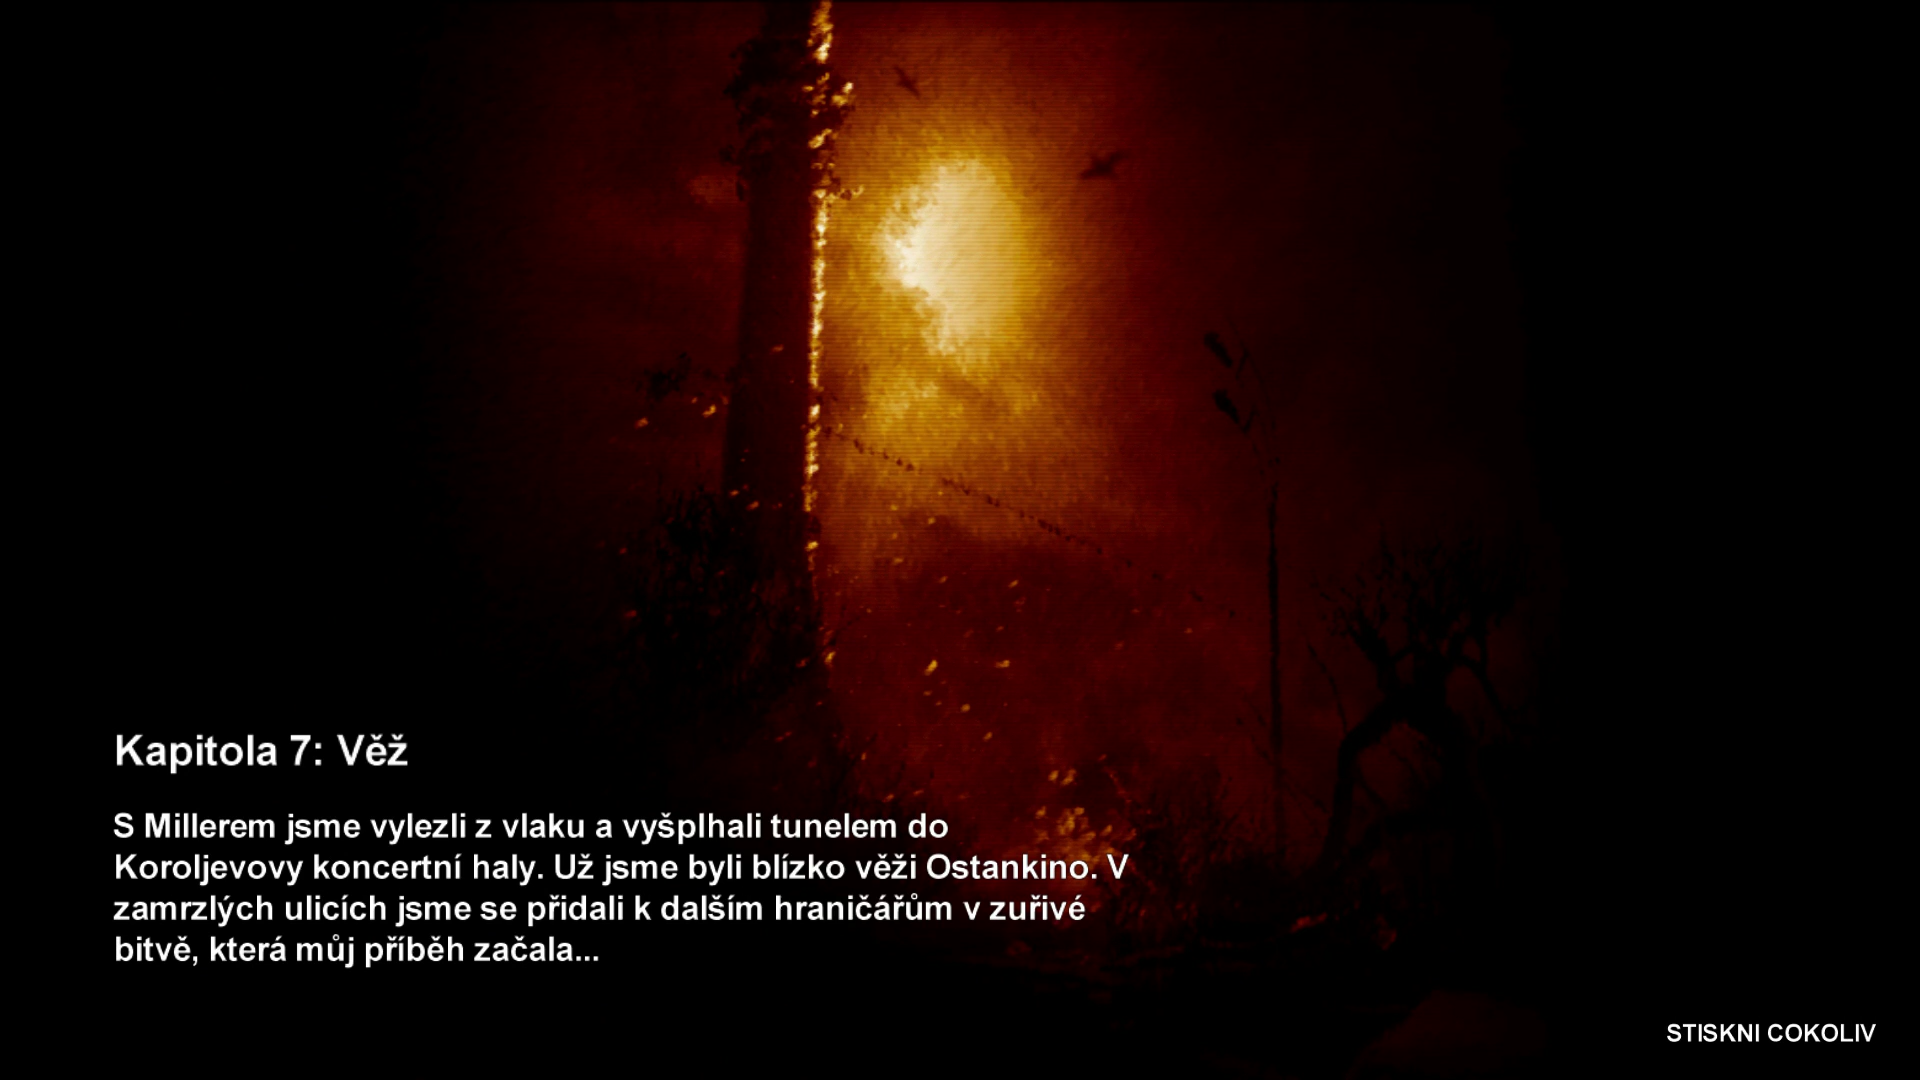 Kapitola 7: Věž
S Millerem jsme vylezli z vlaku a vyšplhali tunelem do
Koroljevovy koncertní haly. Už jsme byli blízko věži Ostankino. V
zamrzlých ulicích jsme se přidali k dalším hraničářům v zuřivé
bitvě, která můj příběh začala...
STISKNI COKOLIV